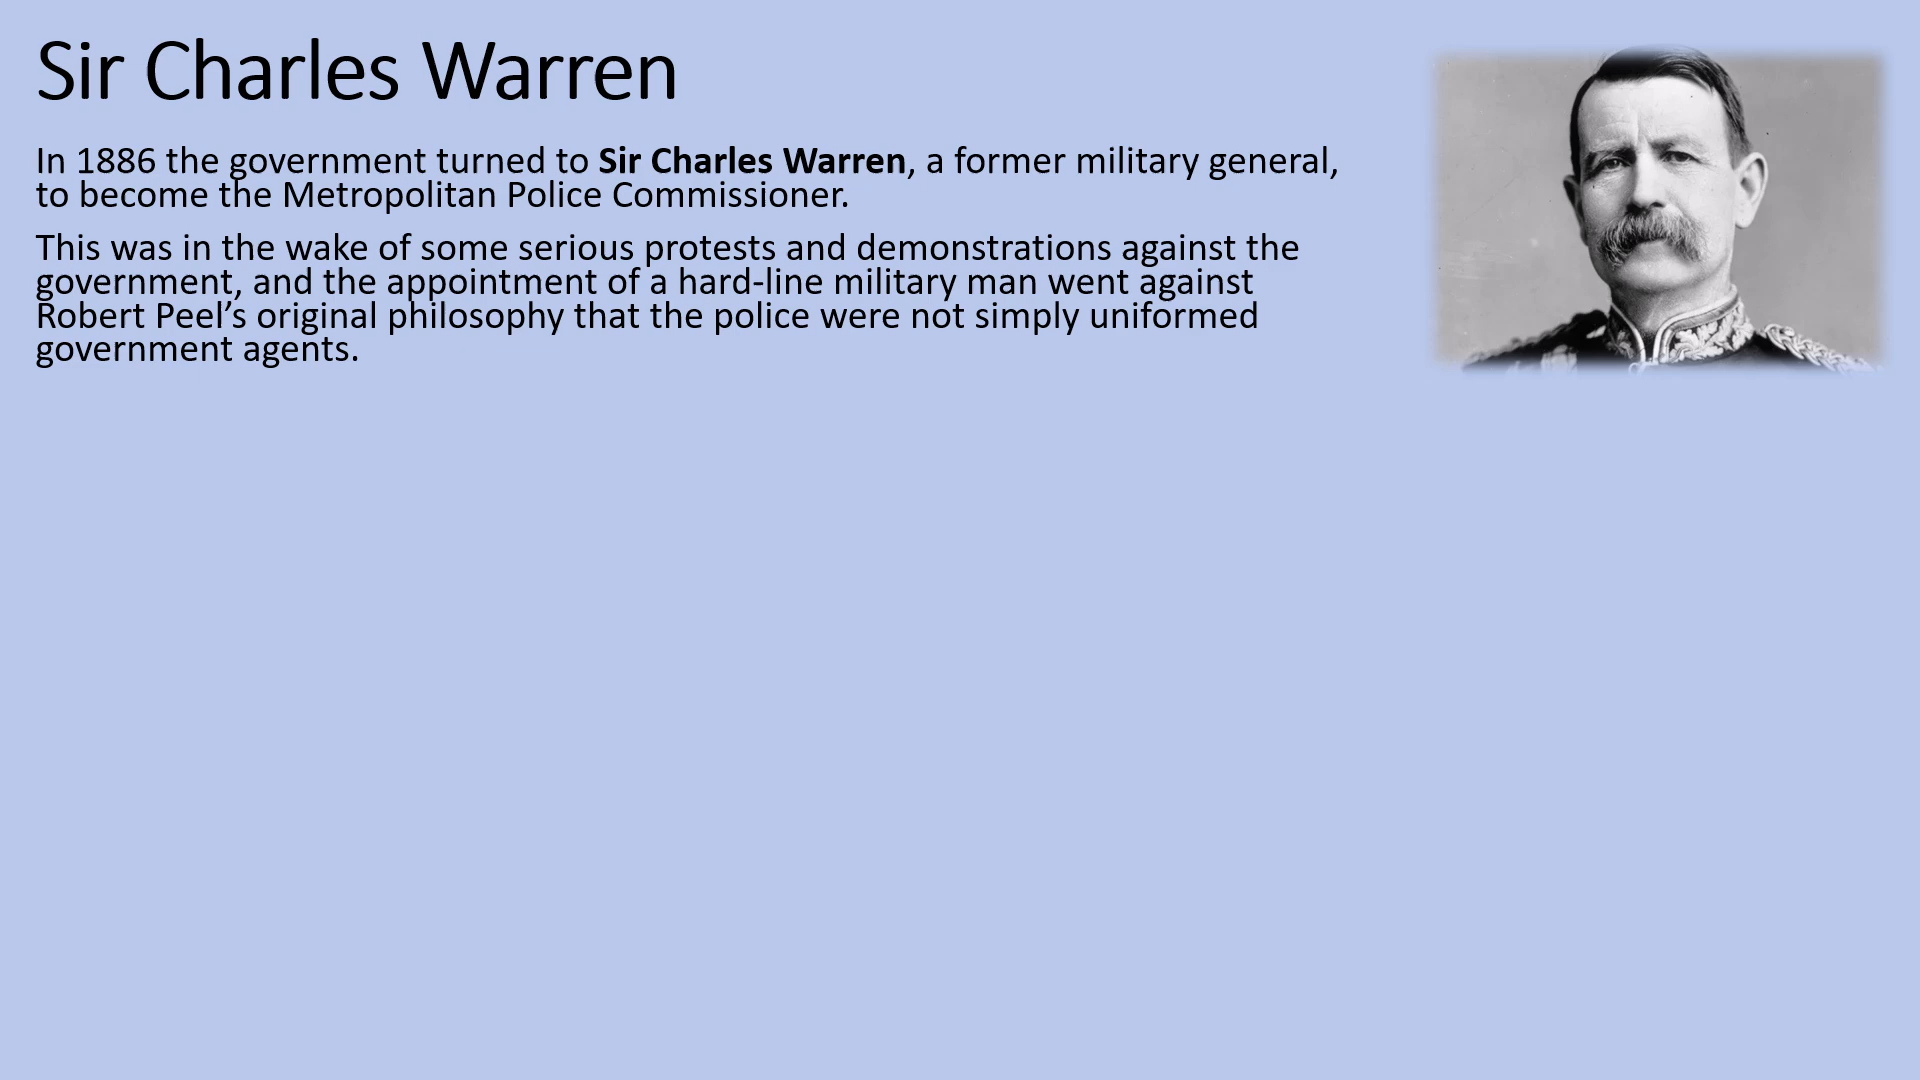 Sir Charles Warren
In 1886 the government turned to Sir Charles Warren, a former military general,
to become the Metropolitan Police Commissioner.
This was in the wake of some serious protests and demonstrations against the
government, and the appointment of a hard-line military man went against
Robert Peel’s original philosophy that the police were not simply uniformed
government agents.